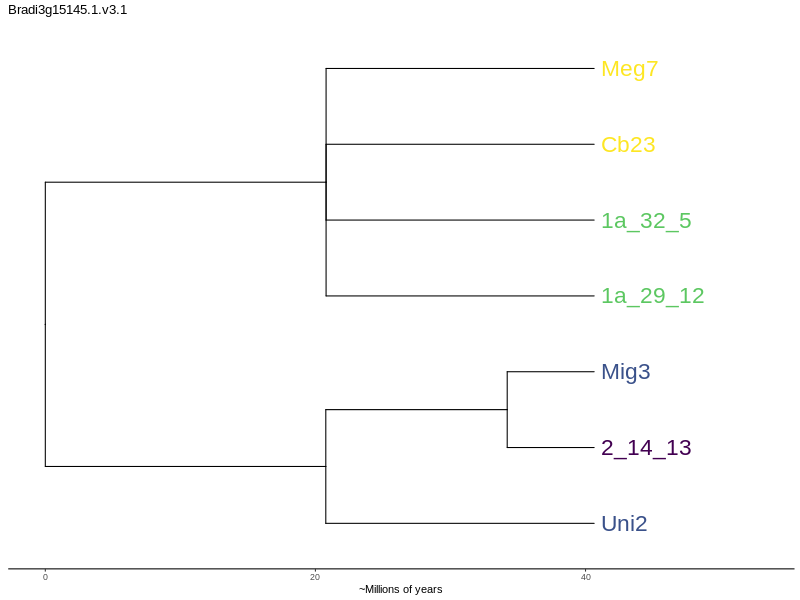 Bradi3g15145.1.v3.1
Meg7
Cb23
1a_32_5
1a_29_12
Mig3
2_14_13
Uni2
0 20 40
~Millions of years